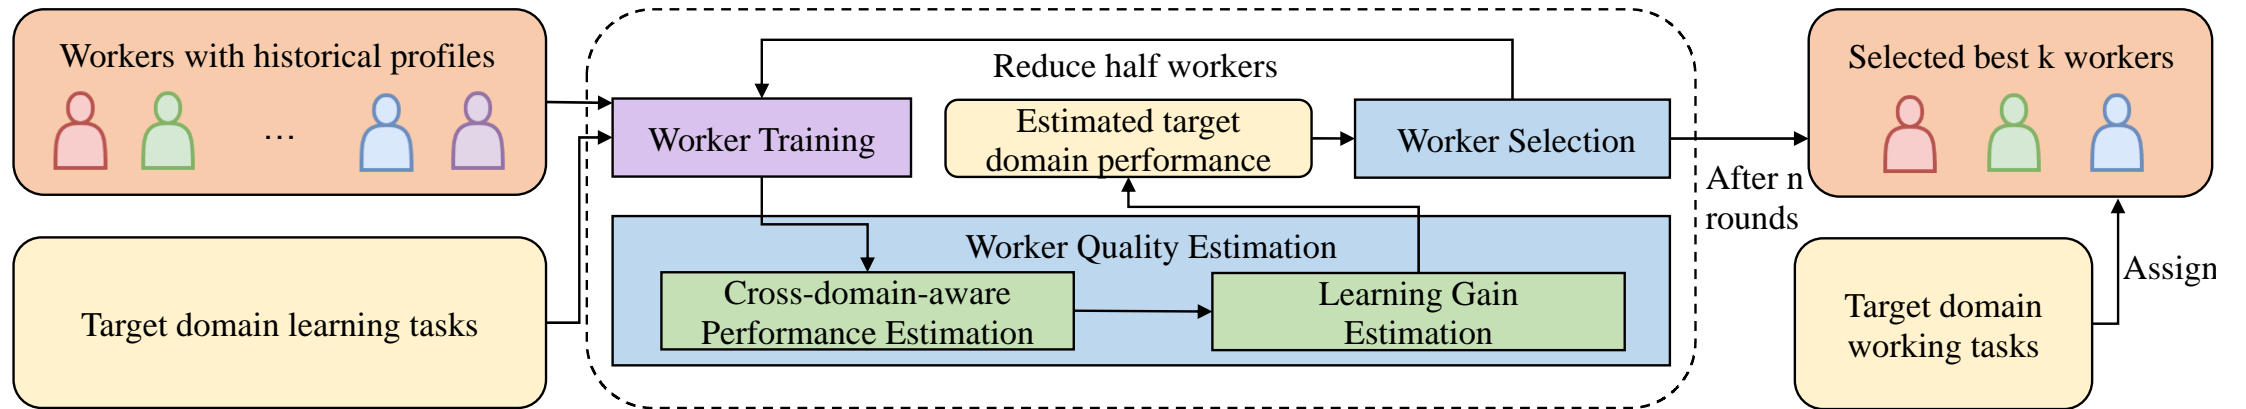 Workers with historical profiles
...
Target domain learning tasks
Reduce half workers
Worker Training
Estimated target
domain performance
Worker Selection
Worker Quality Estimation
Cross-domain-aware
Performance Estimation
Learning Gain
Estimation
After n
rounds
Selected best k workers
Assign
Target domain
working tasks